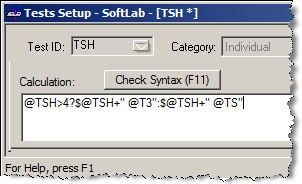 Tests Setup - SoftLab - [TSH *]
Test ID: TSH Category: Individual
Calculation: Check Syntax (F11)
@TSH>4?$@TSH+" @T3":$@TSH+" @TS"
For Help, press F1